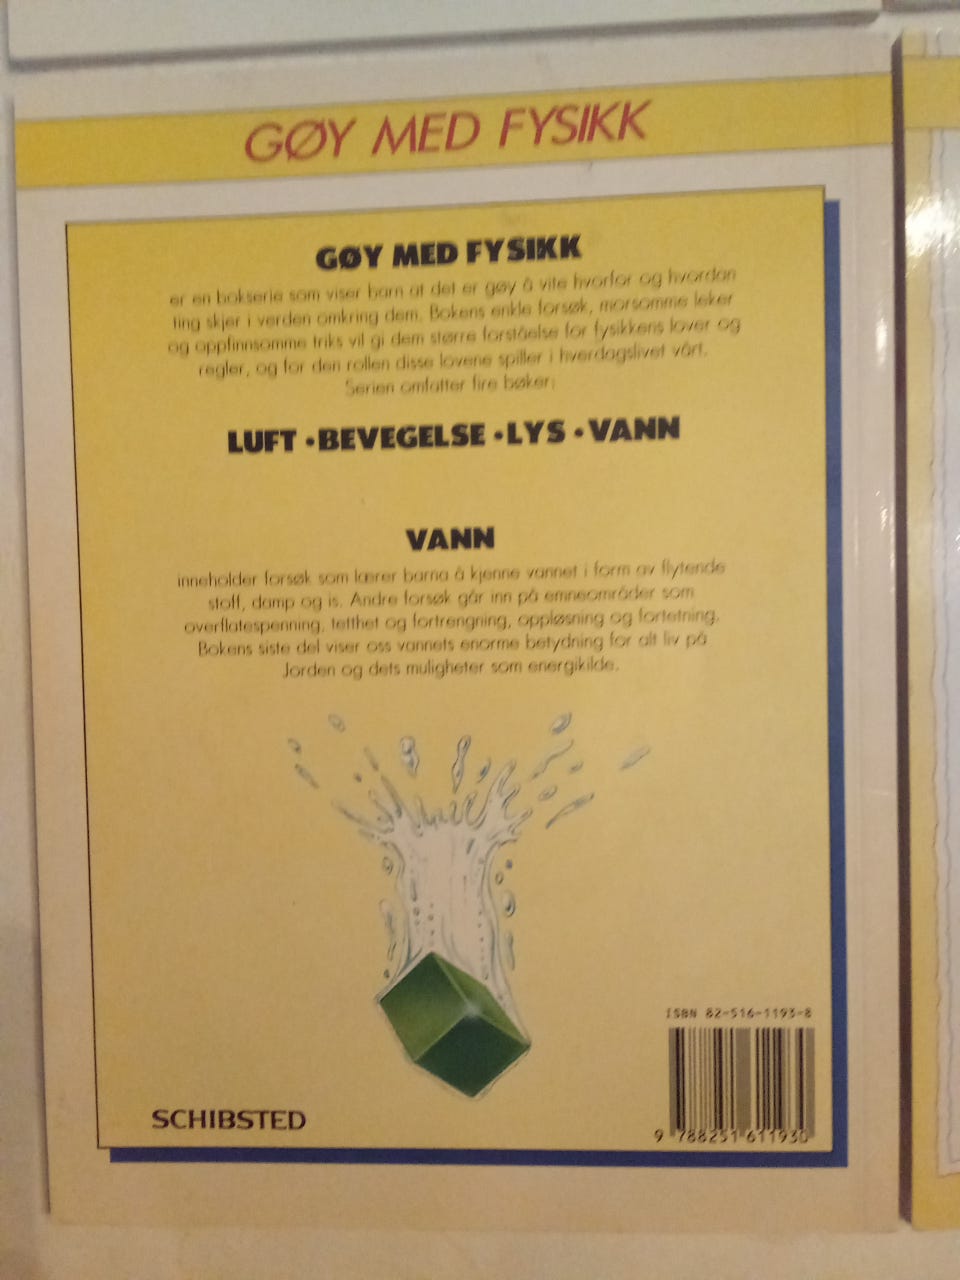 GØY MED FYSIKK
GØY MED FYSIKK
er en bokserie som viser barn at det er gøy å vite hvorfor og hvordan
ting skjer i verden omkring dem. Bokens enkle forsøk, morsomme leker
og oppfinnsomme triks vil gi dem større forståelse for fysikkens lover og
regler, og for den rollen disse lovene spiller i hverdagslivet vårt.
Serien omfatter fire bøker:
LUFT • BEVEGELSE • LYS • VANN
VANN
inneholder forsøk som lærer barna å kjenne vannet i form av flytende
stoff, damp og is. Andre forsøk går inn på emneområder som
overflatespenning, tetthet og fortrengning, oppløsning og fortetning.
Bokens siste del viser oss vannets enorme betydning for alt liv på
Jorden og dets muligheter som energikilde.
ISBN 82-516-1193-8
SCHIBSTED
9 788251 611930